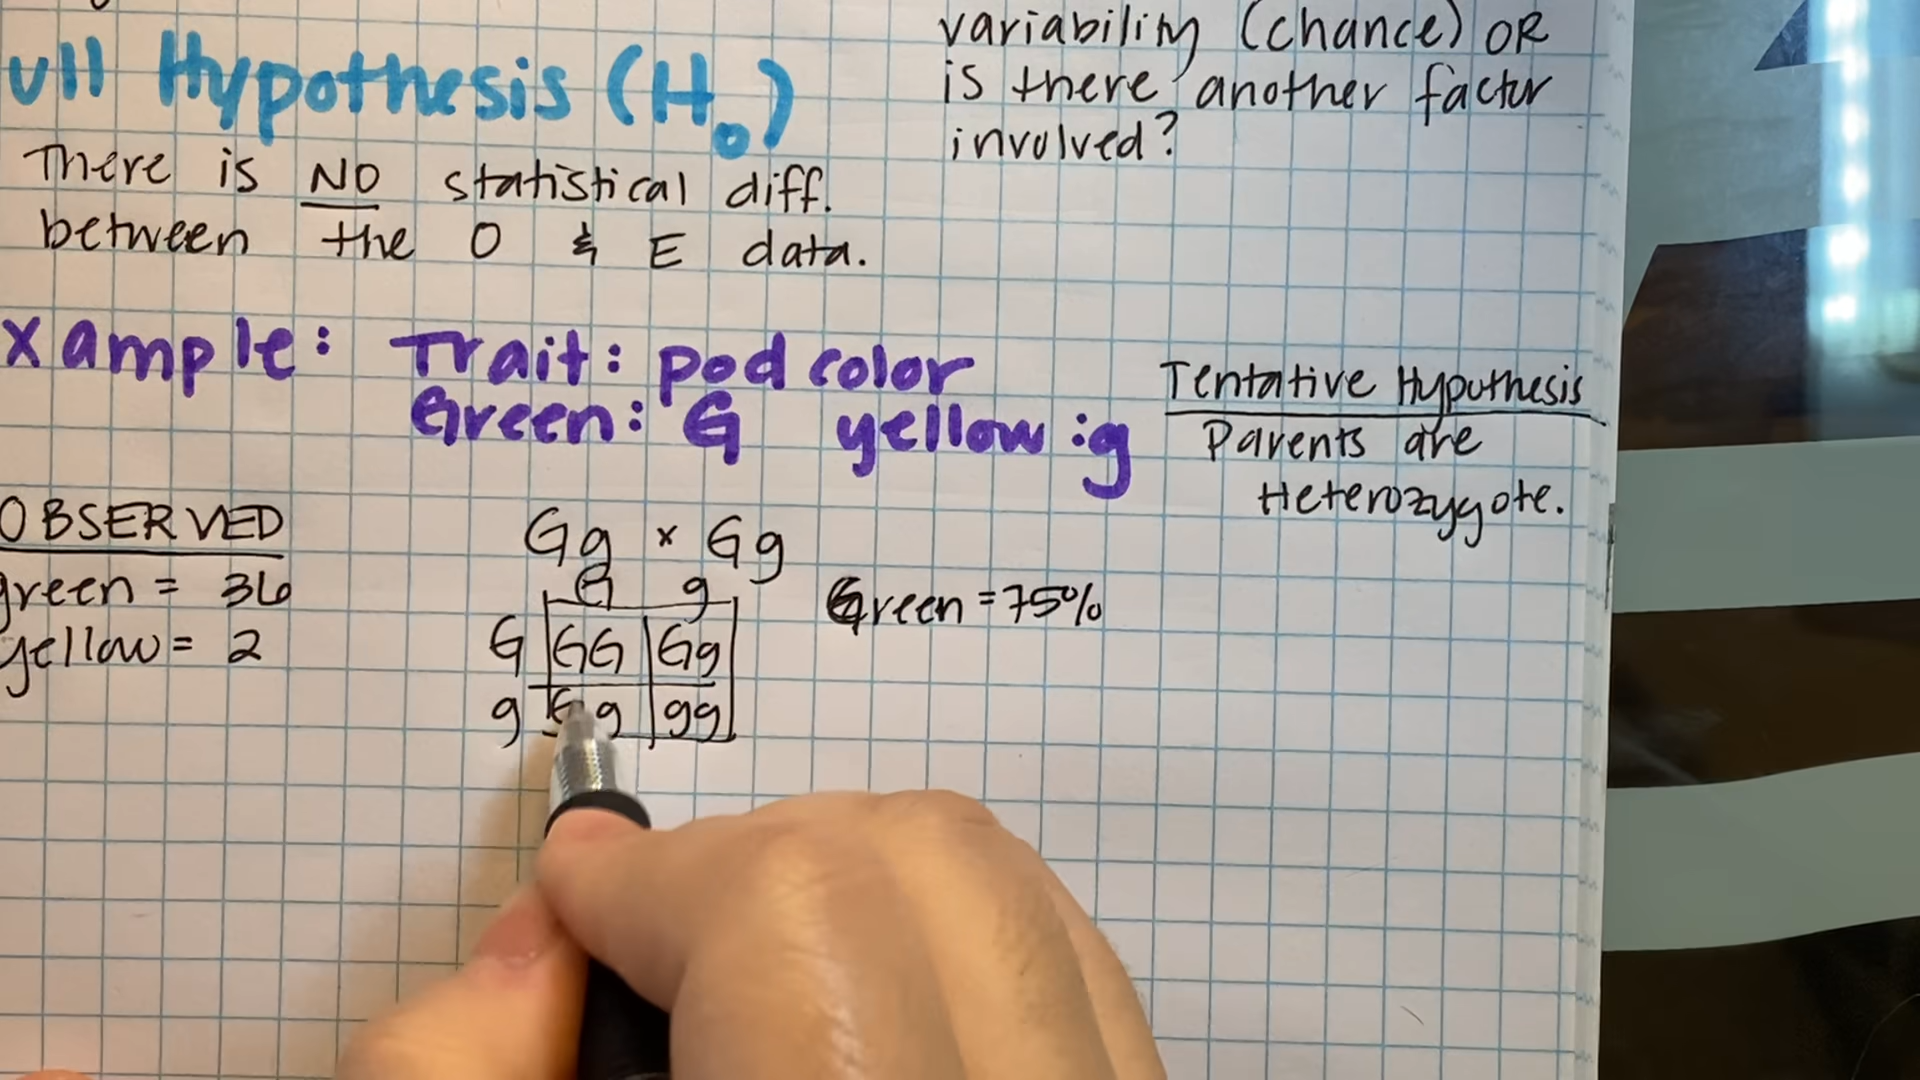 variability (chance) OR
is there another factor
involved?
ull Hypothesis (H₀)
There is NO statistical diff.
between the O & E data.
xample: Trait: pod color
Green: G yellow: g
Tentative Hypothesis
Parents are
Heterozygote.
OBSERVED
green = 36
yellow = 2
Gg × Gg
G g
G GG Gg
g Gg gg
Green = 75%